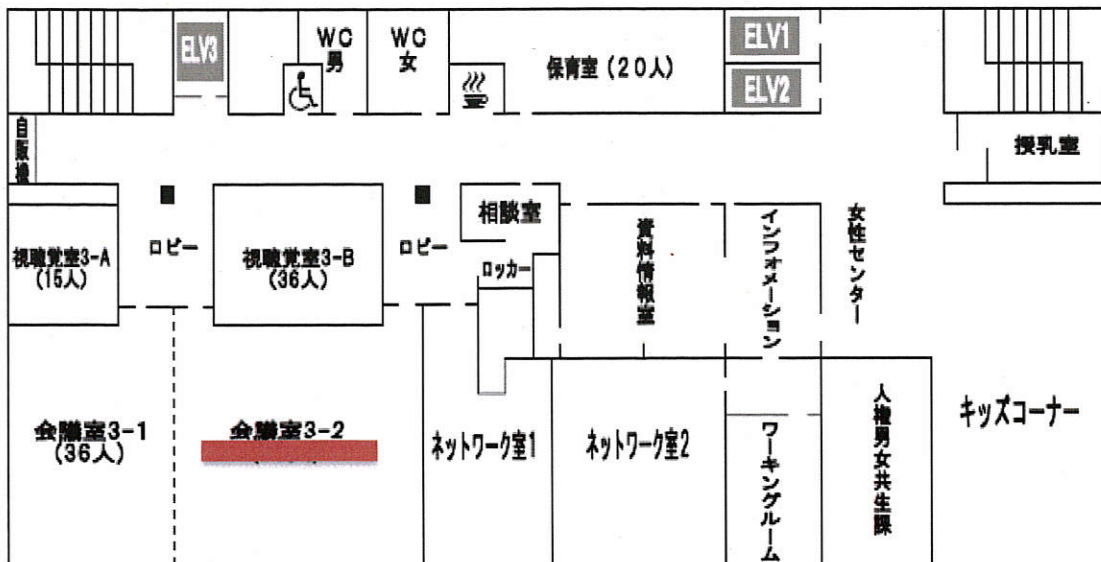 ELV3
WC
男
WC
女
保育室（20人）
ELV1
ELV2
自販機
授乳室
視聴覚室3-A
（15人）
ロビー
視聴覚室3-B
（36人）
ロビー
相談室
ロッカー
資料情報室
インフォメーション
女性センター
会議室3-1
（36人）
会議室3-2
ネットワーク室1
ネットワーク室2
ワーキングルーム
人権男女共生課
キッズコーナー